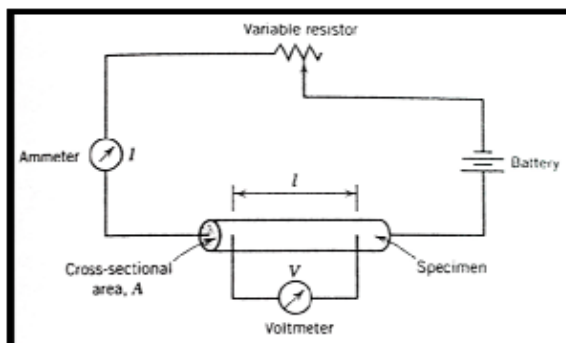 Variable resistor
Ammeter
I
l
Battery
Cross-sectional
area, A
V
Specimen
Voltmeter